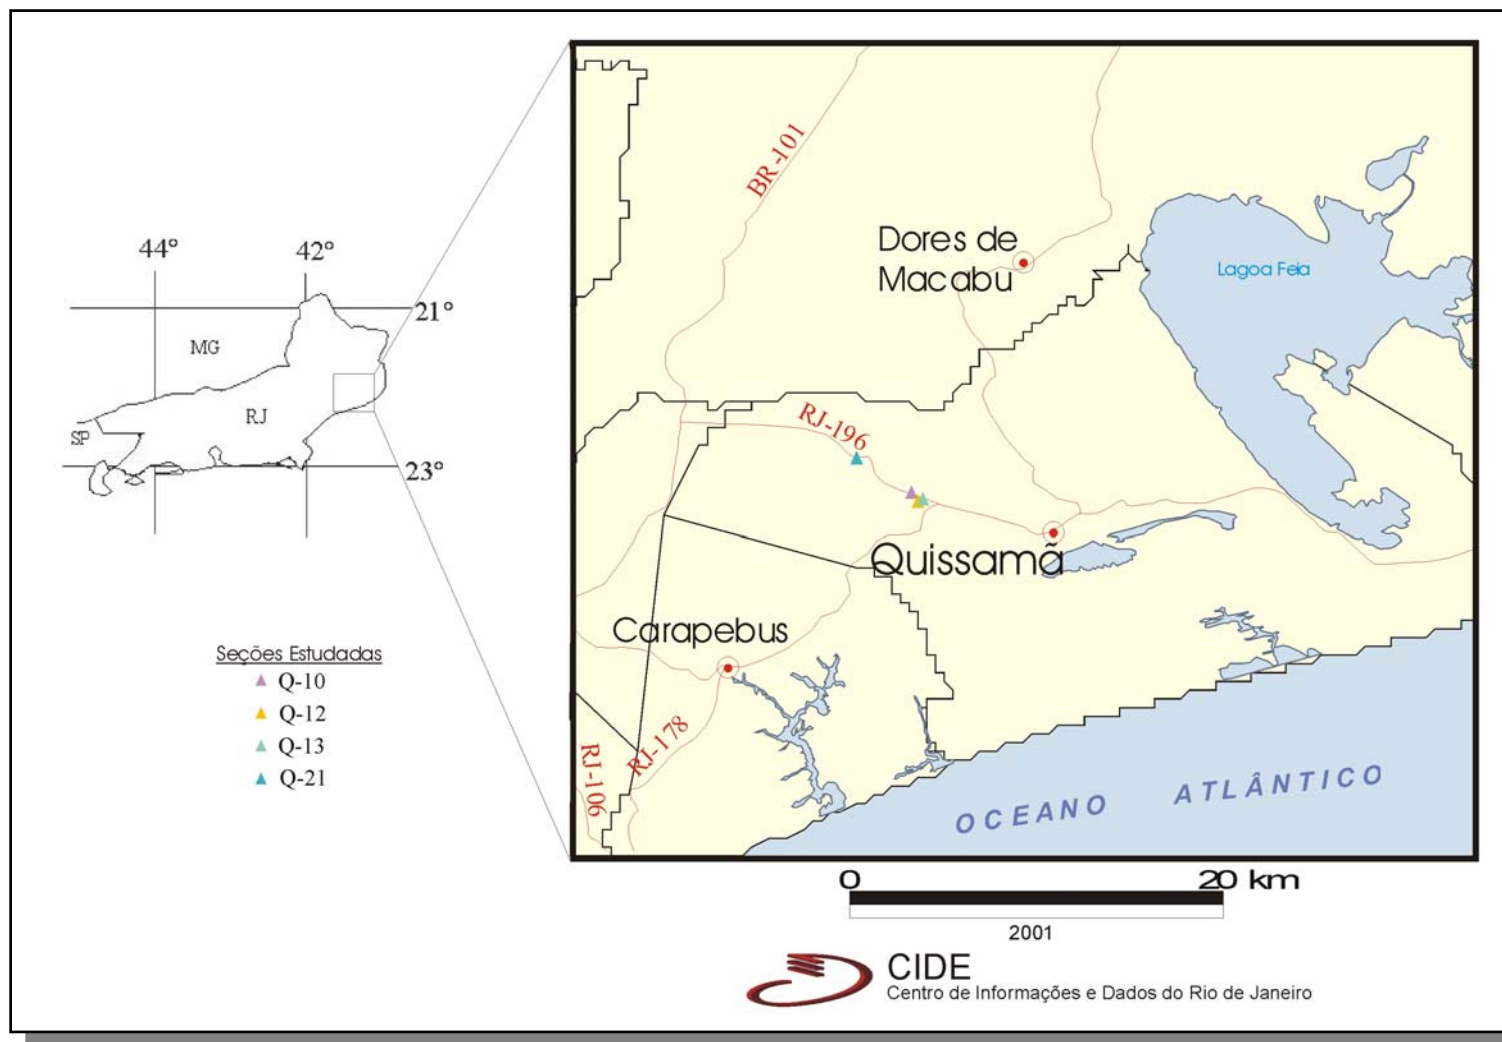 44°
42°
21°
MG
RJ
SP
23°
Seções Estudadas
Q-10
Q-12
Q-13
Q-21
BR-101
Dores de
Macabu
Lagoa Feia
RJ-196
Quissamã
Carapebus
RJ-178
RJ-106
OCEANO ATLÂNTICO
0 20 km
2001
CIDE
Centro de Informações e Dados do Rio de Janeiro